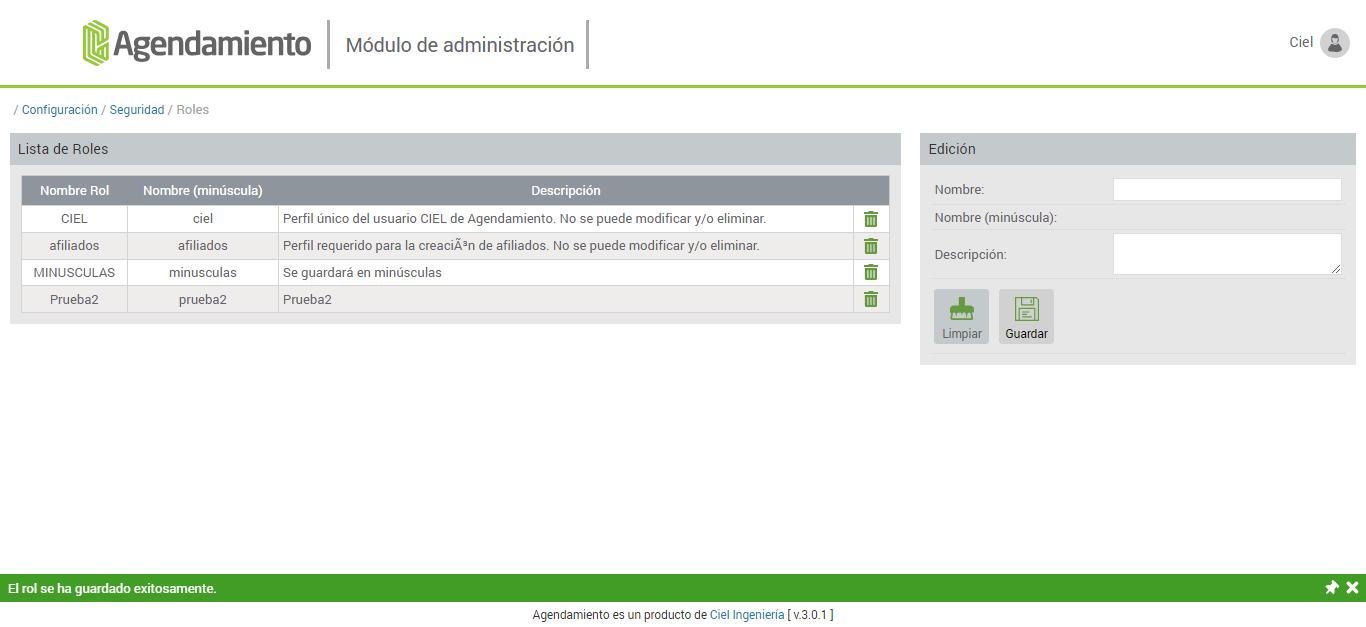 Agendamiento
Módulo de administración
Ciel
/ Configuración / Seguridad / Roles
Lista de Roles
Nombre Rol Nombre (minúscula) Descripción
CIEL ciel Perfil único del usuario CIEL de Agendamiento. No se puede modificar y/o eliminar.
afiliados afiliados Perfil requerido para la creaciÃ³n de afiliados. No se puede modificar y/o eliminar.
MINUSCULAS minusculas Se guardará en minúsculas
Prueba2 prueba2 Prueba2
Edición
Nombre:
Nombre (minúscula):
Descripción:
Limpiar Guardar
El rol se ha guardado exitosamente.
Agendamiento es un producto de Ciel Ingeniería [ v.3.0.1 ]